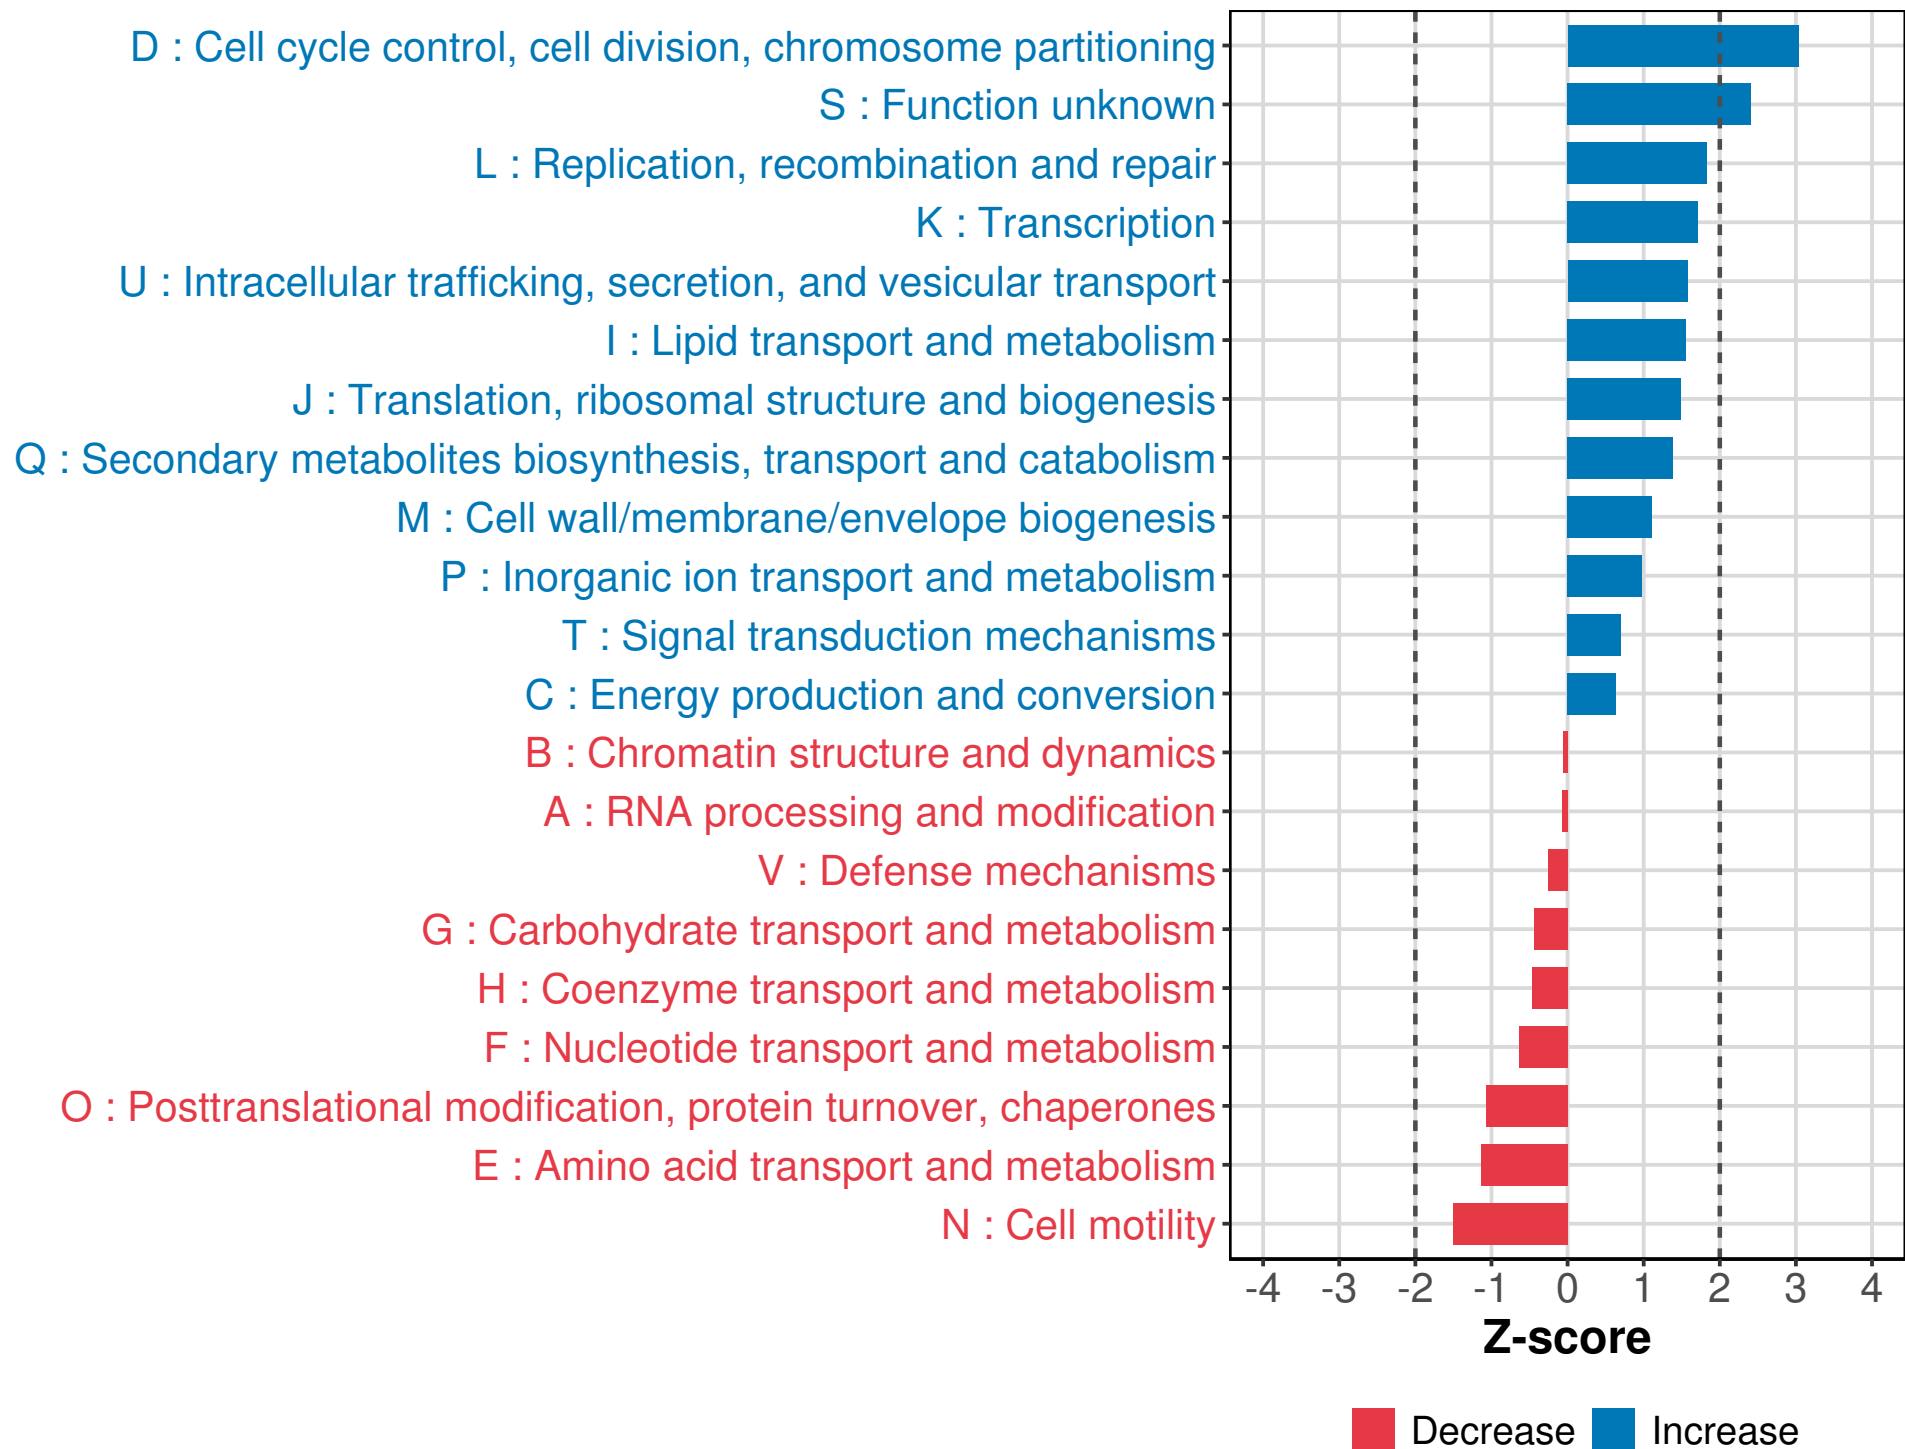 D : Cell cycle control, cell division, chromosome partitioning
S : Function unknown
L : Replication, recombination and repair
K : Transcription
U : Intracellular trafficking, secretion, and vesicular transport
I : Lipid transport and metabolism
J : Translation, ribosomal structure and biogenesis
Q : Secondary metabolites biosynthesis, transport and catabolism
M : Cell wall/membrane/envelope biogenesis
P : Inorganic ion transport and metabolism
T : Signal transduction mechanisms
C : Energy production and conversion
B : Chromatin structure and dynamics
A : RNA processing and modification
V : Defense mechanisms
G : Carbohydrate transport and metabolism
H : Coenzyme transport and metabolism
F : Nucleotide transport and metabolism
O : Posttranslational modification, protein turnover, chaperones
E : Amino acid transport and metabolism
N : Cell motility
-4 -3 -2 -1 0 1 2 3 4
Z-score
Decrease Increase